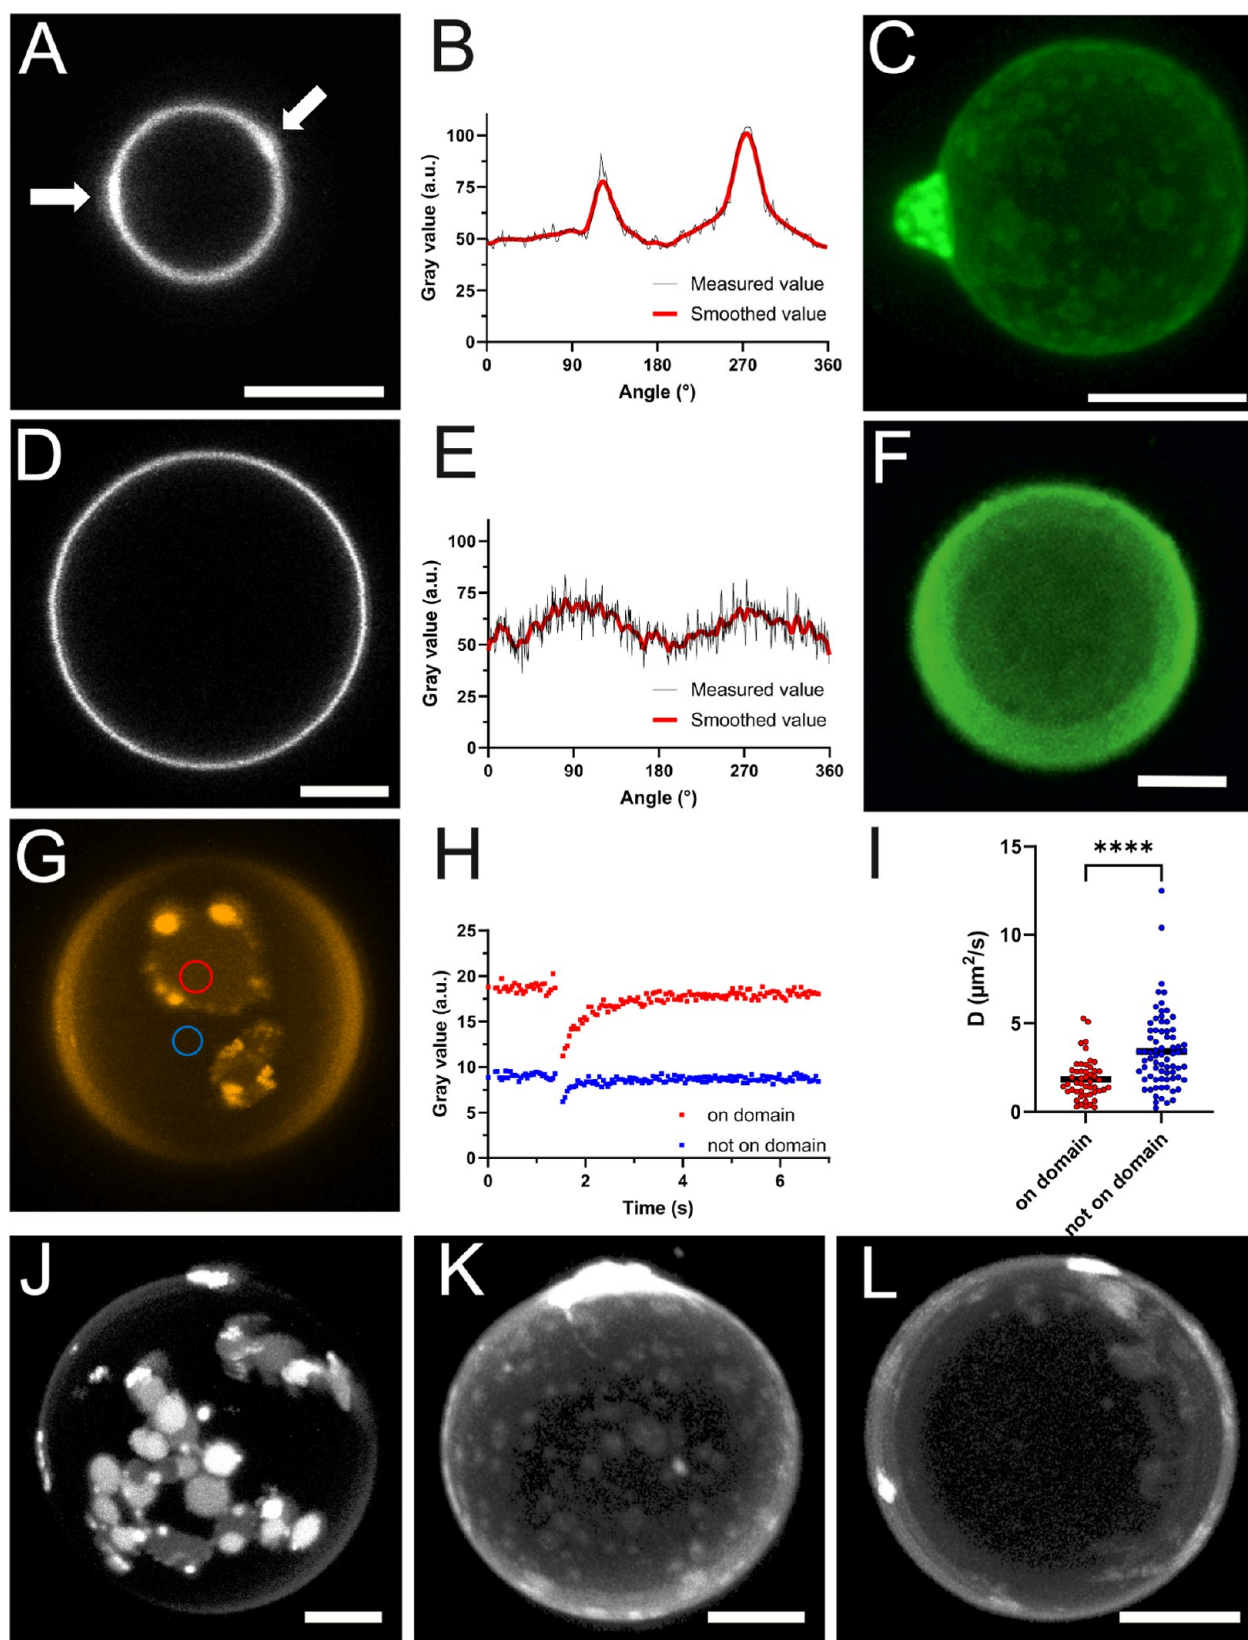 A
B
C
100
75
50
25
0
Gray value (a.u.)
Measured value
Smoothed value
0 90 180 270 360
Angle (°)
D
E
F
100
75
50
25
0
Gray value (a.u.)
Measured value
Smoothed value
0 90 180 270 360
Angle (°)
G
H
I
25
20
15
10
5
0
Gray value (a.u.)
on domain
not on domain
0 2 4 6
Time (s)
15
10
5
0
D (µm²/s)
****
on domain
not on domain
J
K
L